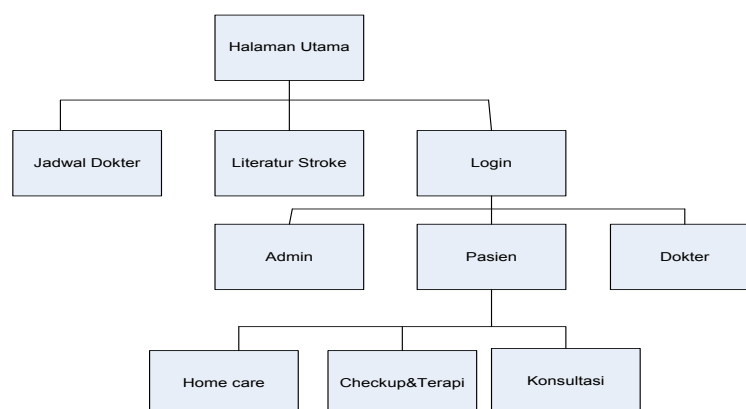 Halaman Utama
Jadwal Dokter
Literatur Stroke
Login
Admin
Pasien
Dokter
Home care
Checkup&Terapi
Konsultasi